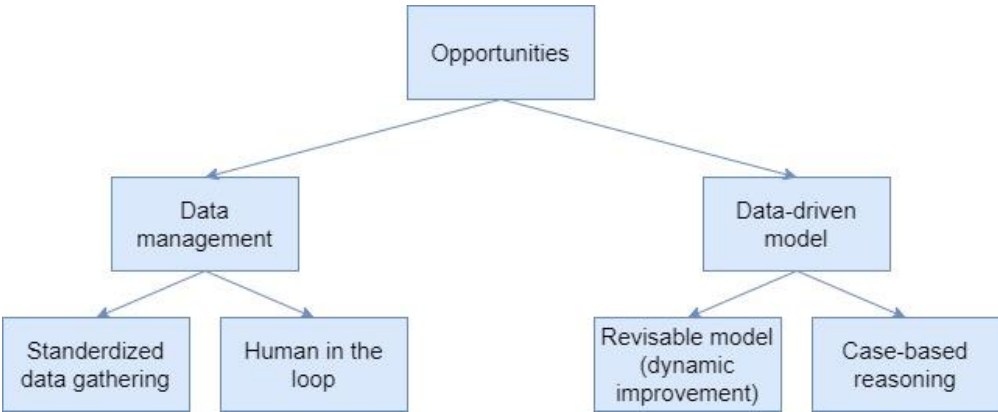 Opportunities
Data
management
Data-driven
model
Standerdized
data gathering
Human in the
loop
Revisable model
(dynamic
improvement)
Case-based
reasoning